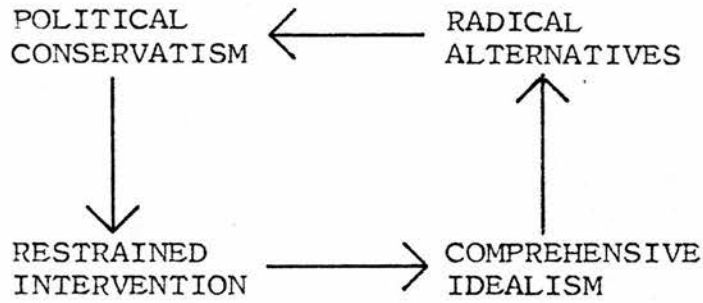 POLITICAL
CONSERVATISM
RADICAL
ALTERNATIVES
RESTRAINED
INTERVENTION
COMPREHENSIVE
IDEALISM